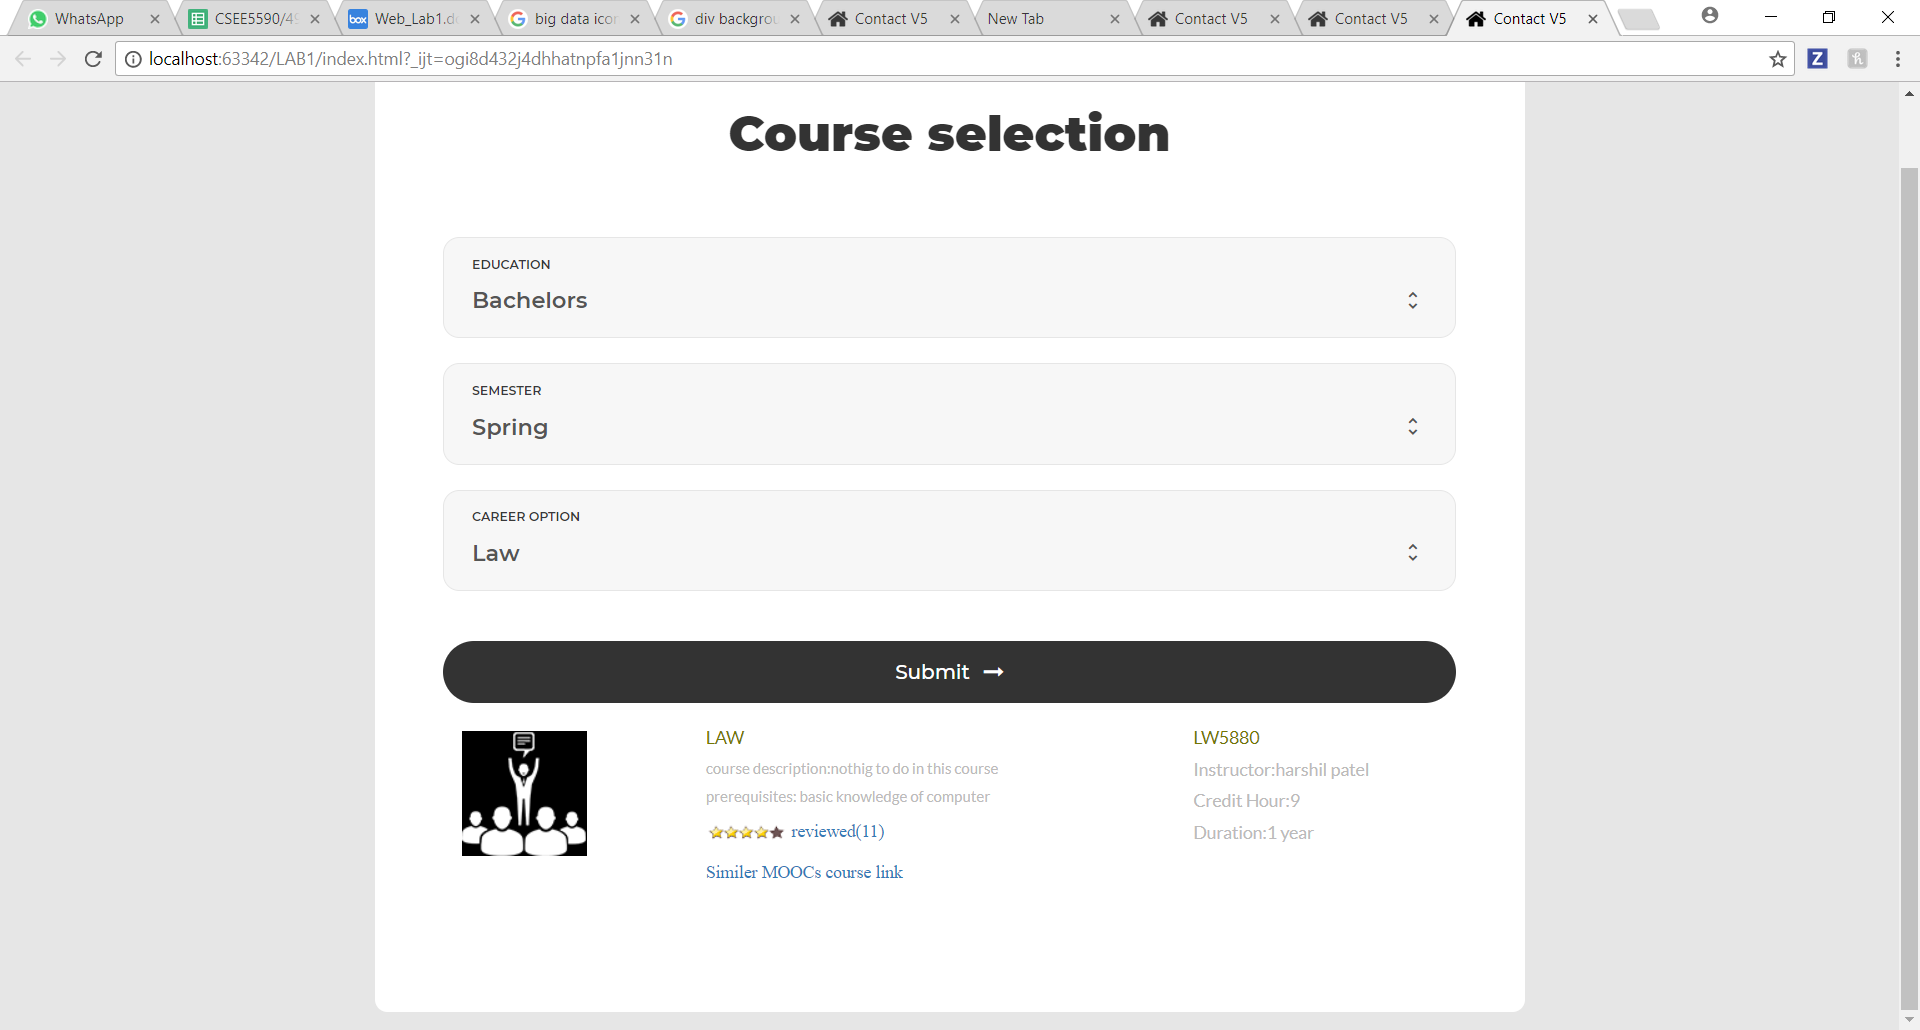 WhatsApp
CSEE5590/49
Web_Lab1.d
big data icon
div backgrou
Contact V5
New Tab
Contact V5
Contact V5
Contact V5
localhost:63342/LAB1/index.html?_ijt=ogi8d432j4dhhatnpfa1jnn31n
Course selection
EDUCATION
Bachelors
SEMESTER
Spring
CAREER OPTION
Law
Submit
LAW
course description:nothig to do in this course
prerequisites: basic knowledge of computer
reviewed(11)
Similer MOOCs course link
LW5880
Instructor:harshil patel
Credit Hour:9
Duration:1 year